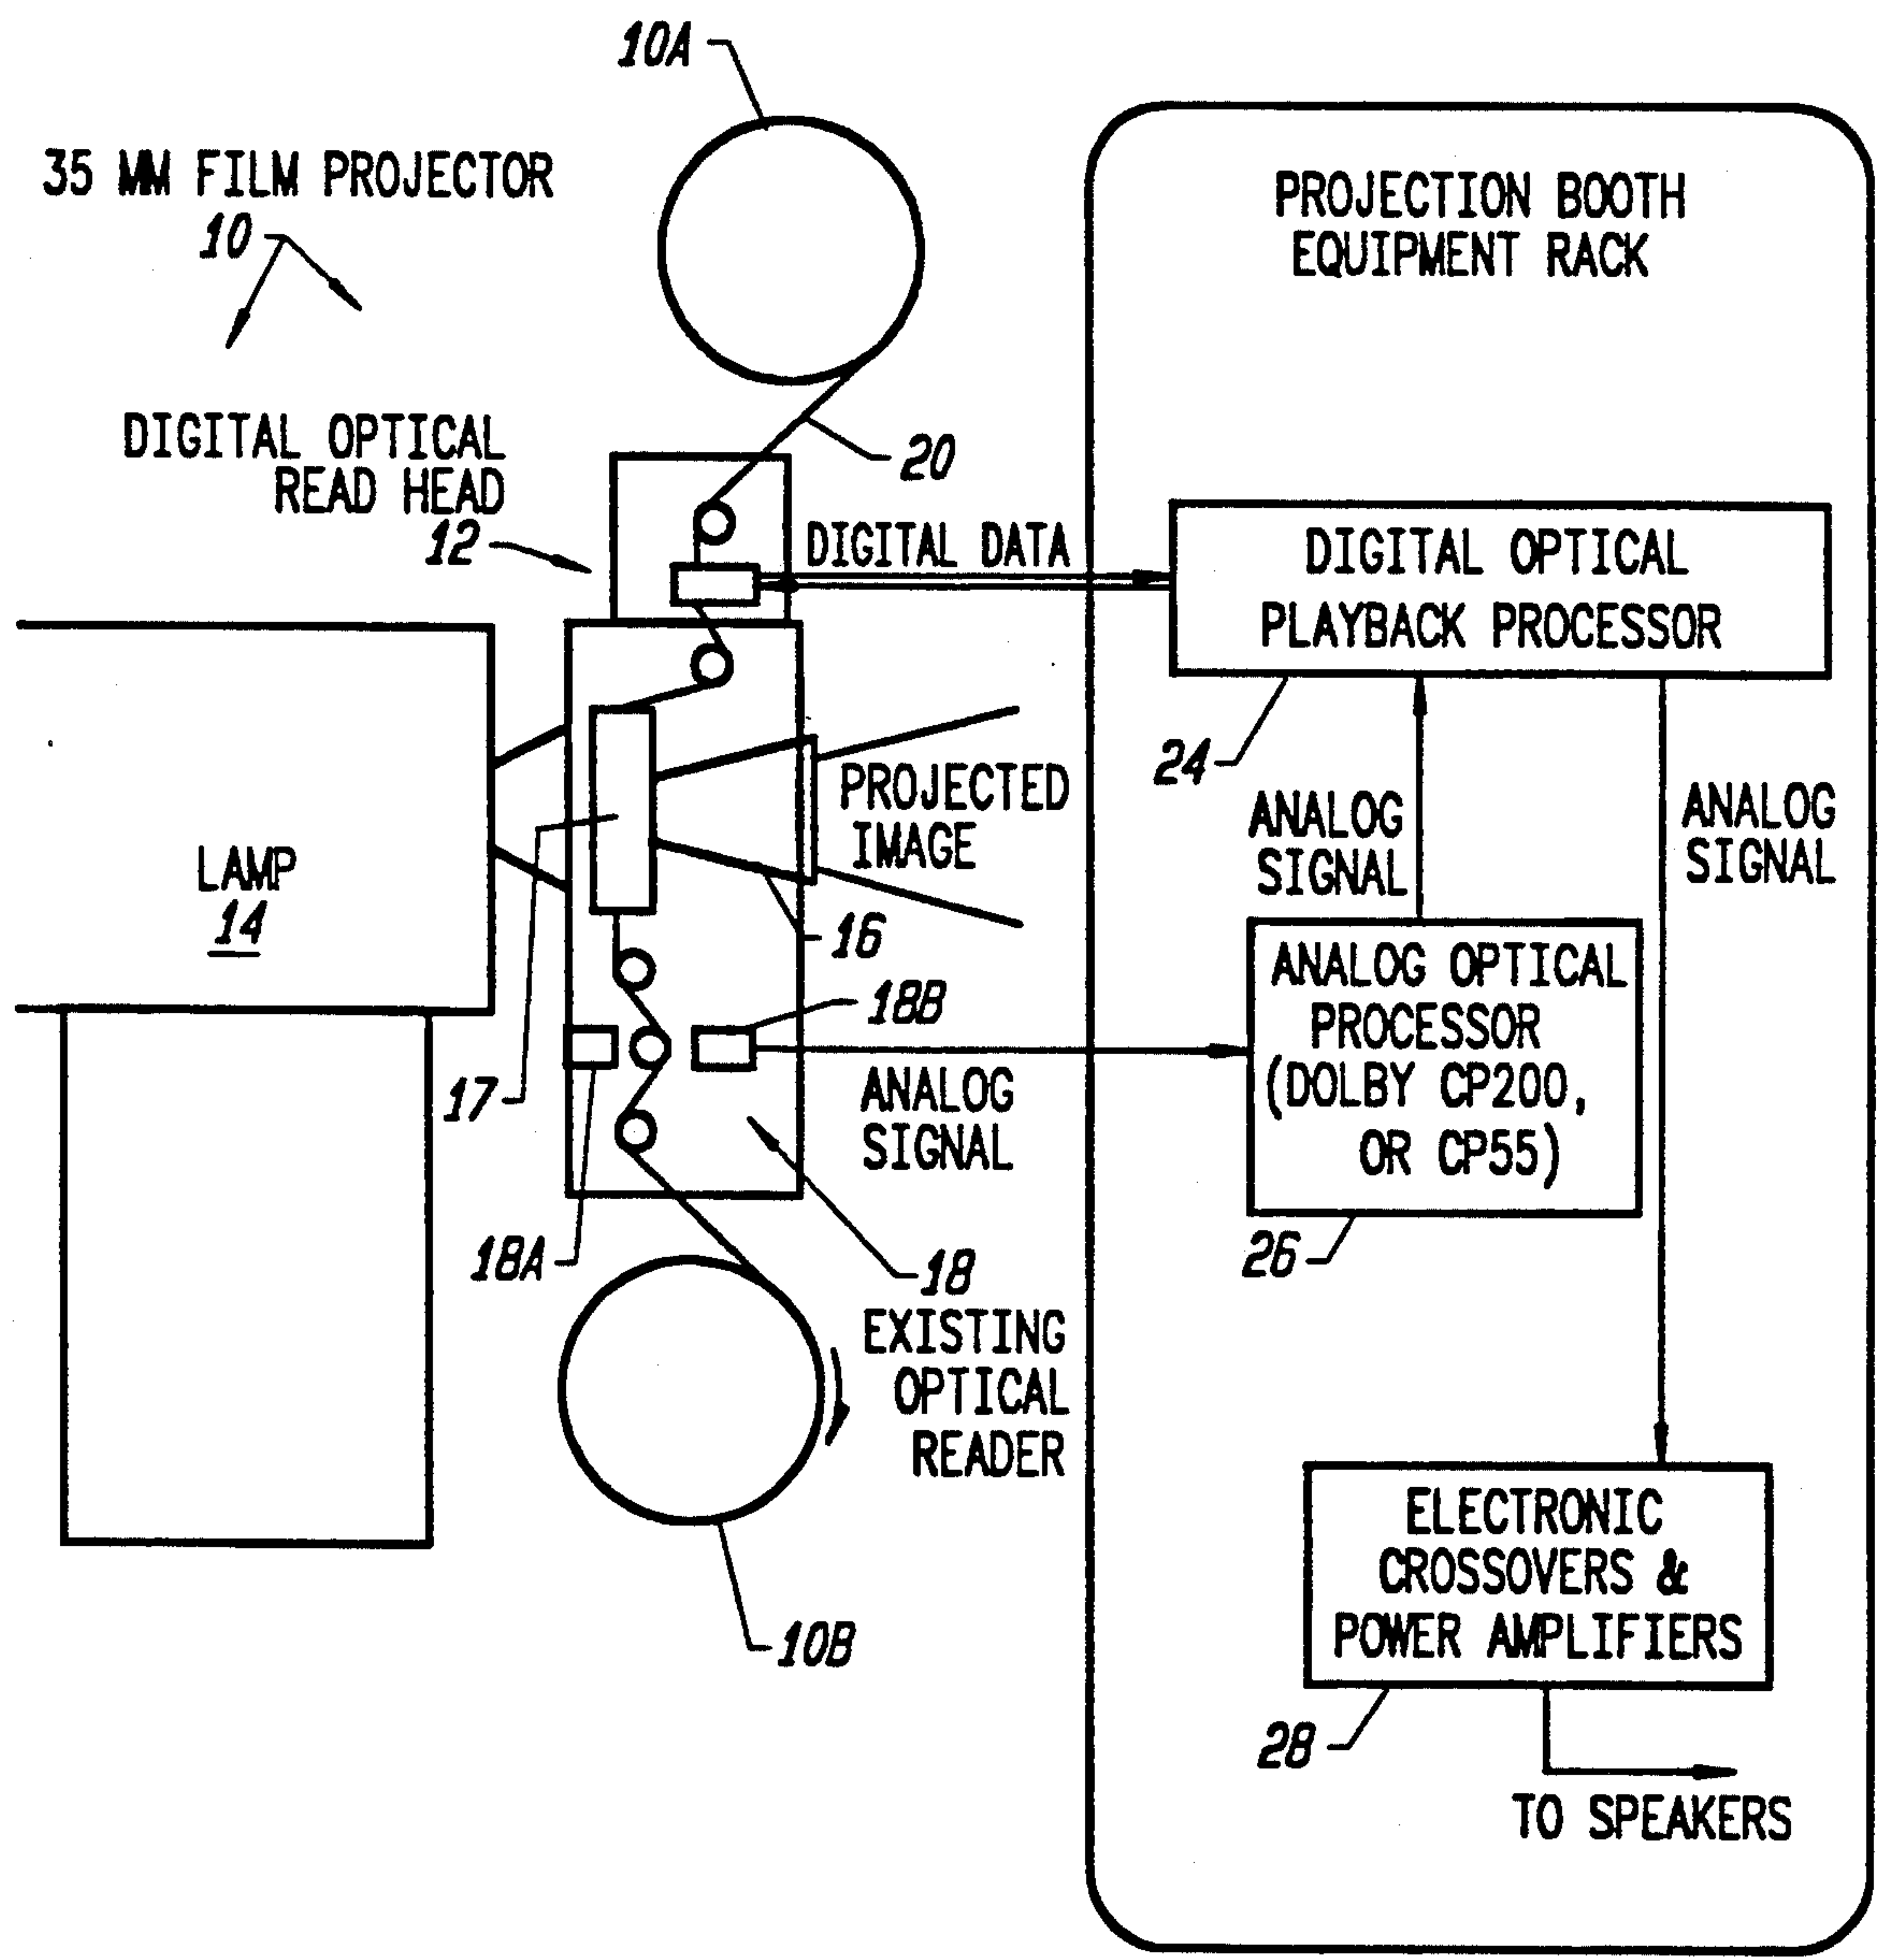 10A
35 MM FILM PROJECTOR
10
PROJECTION BOOTH
EQUIPMENT RACK
DIGITAL OPTICAL
READ HEAD
12
20
DIGITAL DATA
DIGITAL OPTICAL
PLAYBACK PROCESSOR
24
PROJECTED
IMAGE
ANALOG
SIGNAL
ANALOG
SIGNAL
LAMP
14
16
17
18B
ANALOG
SIGNAL
ANALOG OPTICAL
PROCESSOR
(DOLBY CP200,
OR CP55)
26
18A
18
EXISTING
OPTICAL
READER
10B
ELECTRONIC
CROSSOVERS &
POWER AMPLIFIERS
28
TO SPEAKERS